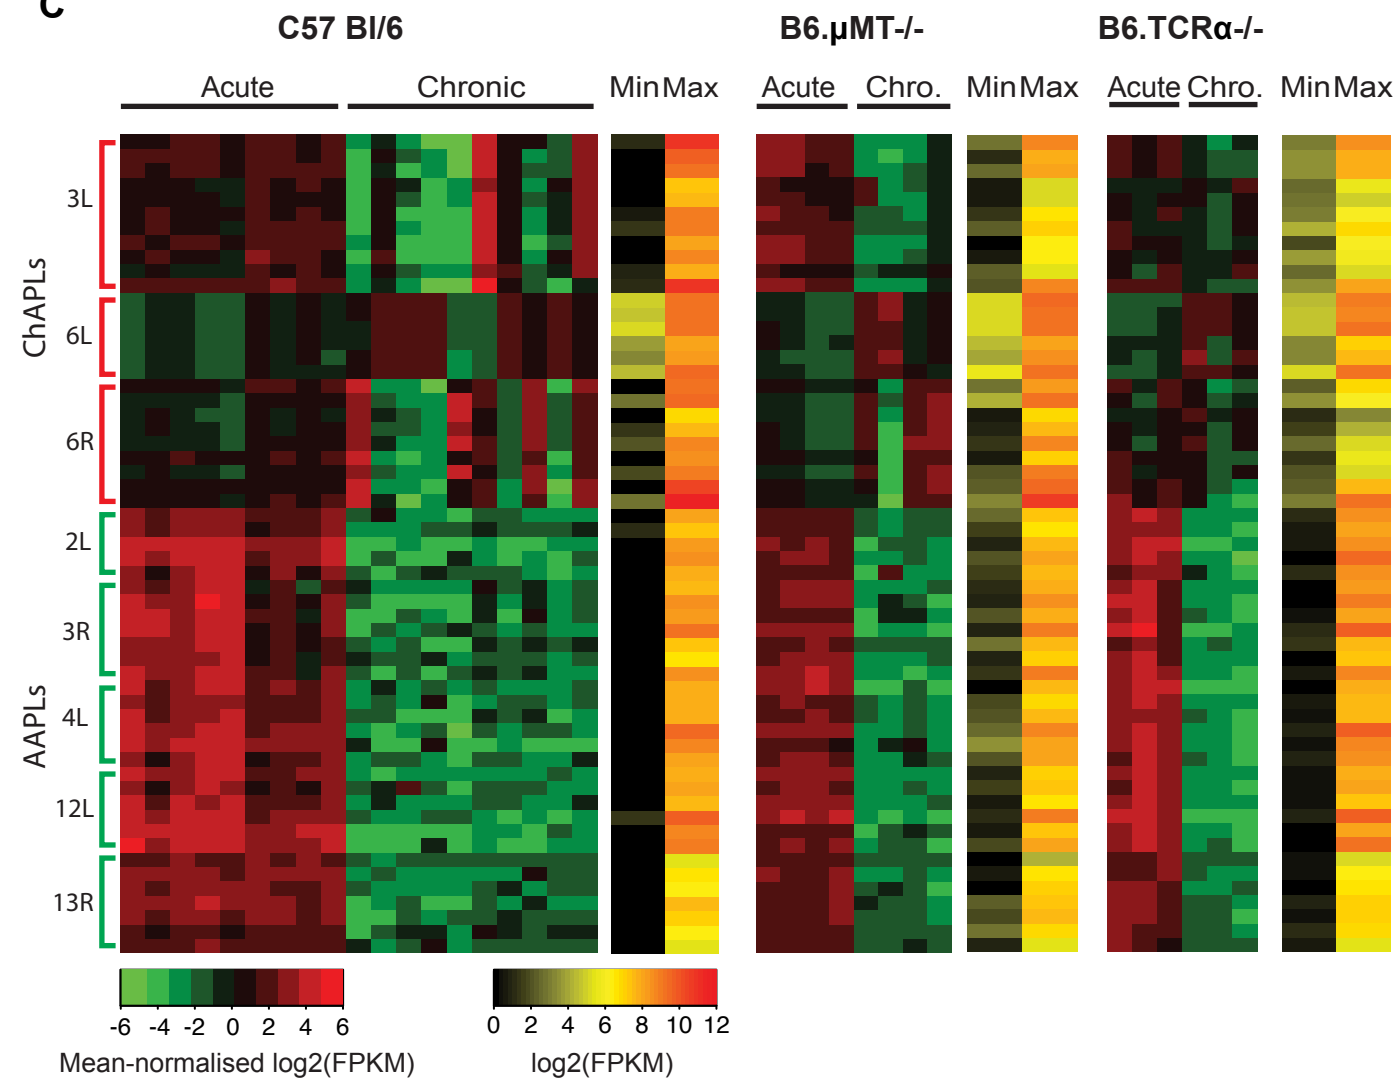 C
C57 Bl/6
B6.µMT-/-
B6.TCRα-/-
Acute
Chronic
Min Max
Acute
Chro.
Min Max
Acute
Chro.
Min Max
ChAPLs
3L
6L
6R
AAPLs
2L
3R
4L
12L
13R
-6 -4 -2 0 2 4 6
Mean-normalised log2(FPKM)
0 2 4 6 8 10 12
log2(FPKM)